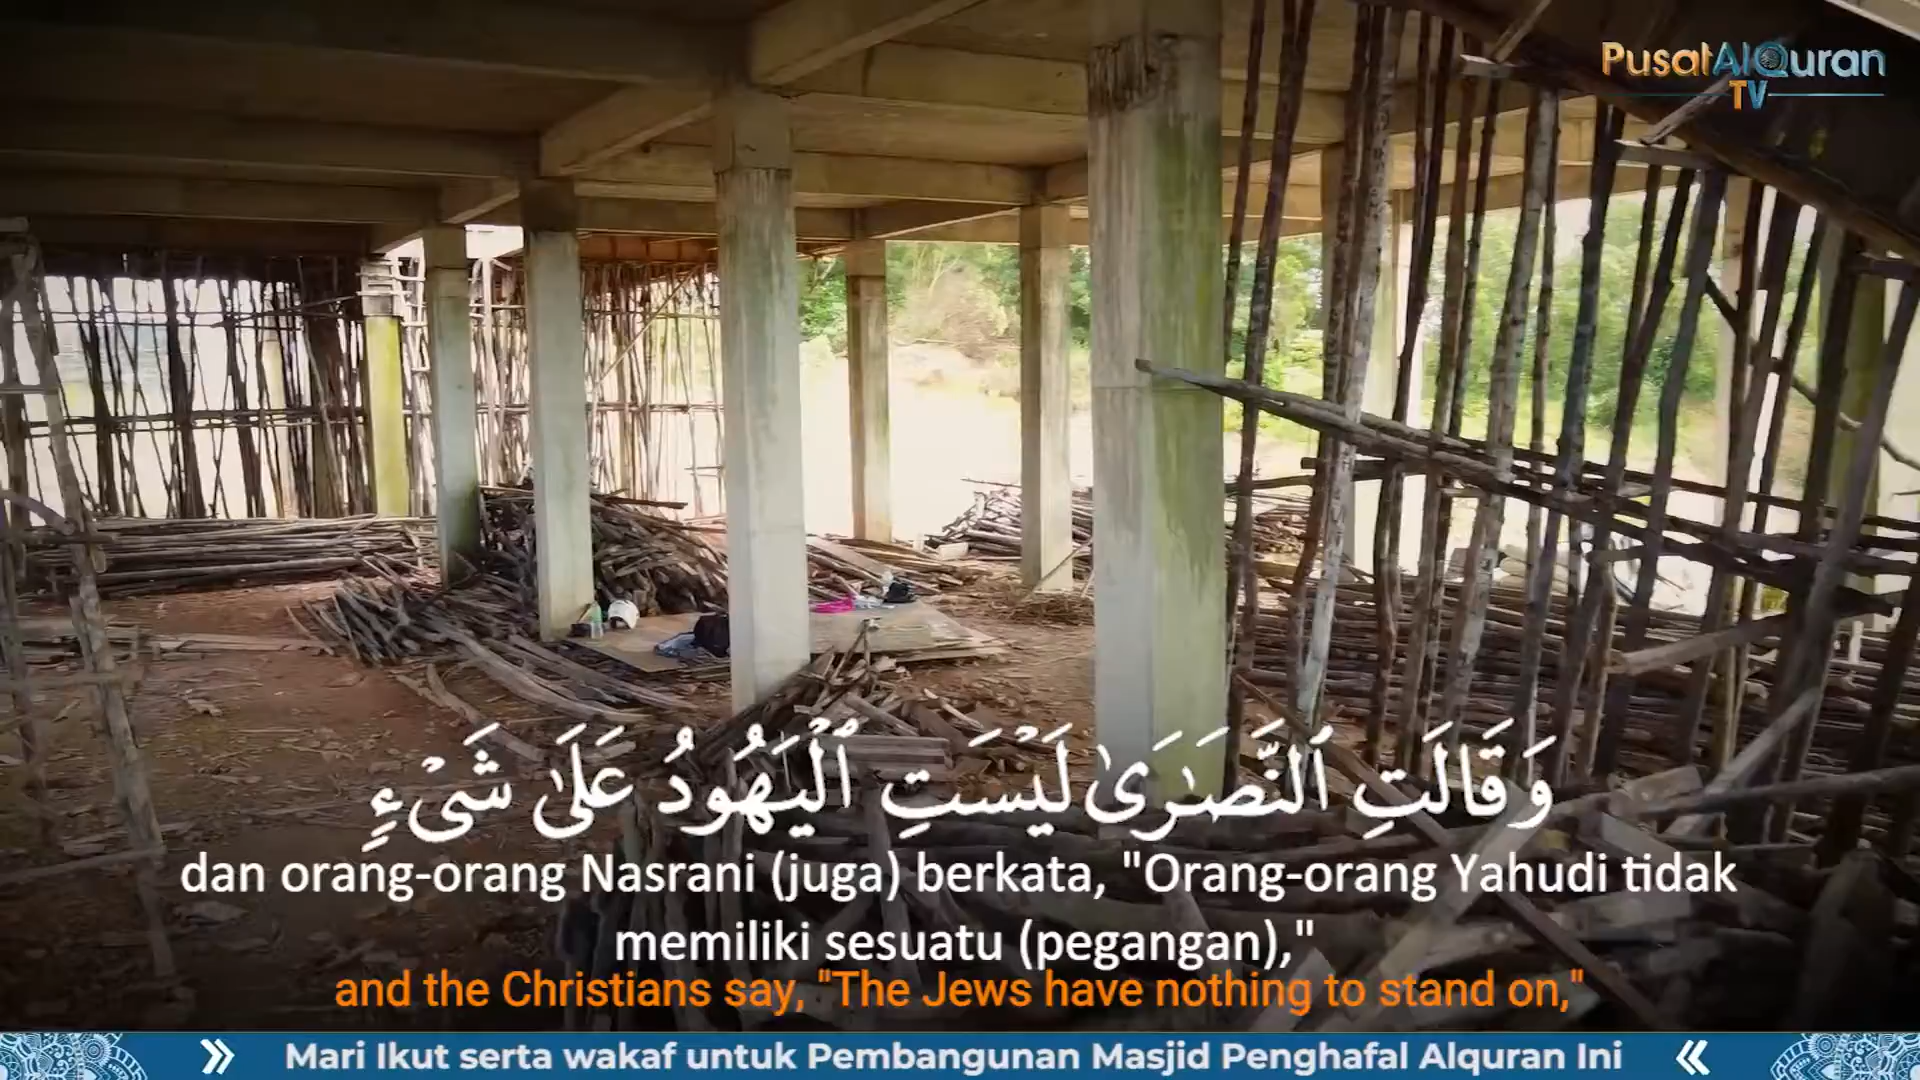 PusatAlQuran
TV
وَقَالَتِ ٱلنَّصَـٰرَىٰ لَيْسَتِ ٱلْيَهُودُ عَلَىٰ شَىْءٍ
dan orang-orang Nasrani (juga) berkata, "Orang-orang Yahudi tidak
memiliki sesuatu (pegangan),"
and the Christians say, "The Jews have nothing to stand on,"
Mari Ikut serta wakaf untuk Pembangunan Masjid Penghafal Alquran Ini